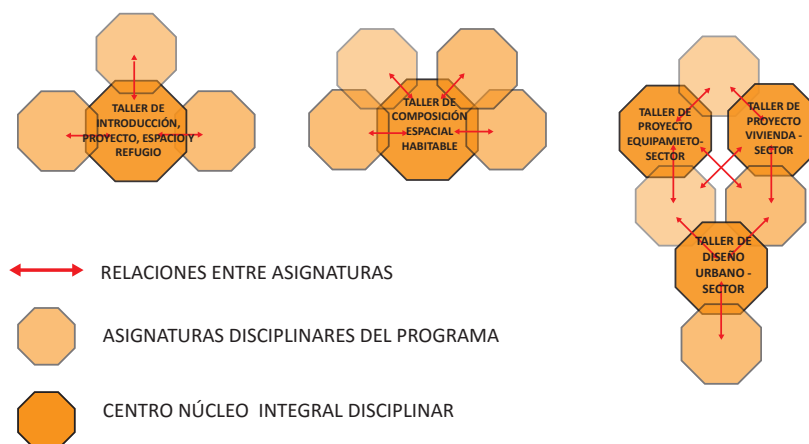 TALLER DE
INTRODUCCIÓN,
PROYECTO, ESPACIO Y
REFUGIO
TALLER DE
COMPOSICIÓN
ESPACIAL
HABITABLE
TALLER DE
PROYECTO
EQUIPAMIETO-
SECTOR
TALLER DE
PROYECTO
VIVIENDA -
SECTOR
TALLER DE
DISEÑO
URBANO -
SECTOR
RELACIONES ENTRE ASIGNATURAS
ASIGNATURAS DISCIPLINARES DEL PROGRAMA
CENTRO NÚCLEO INTEGRAL DISCIPLINAR